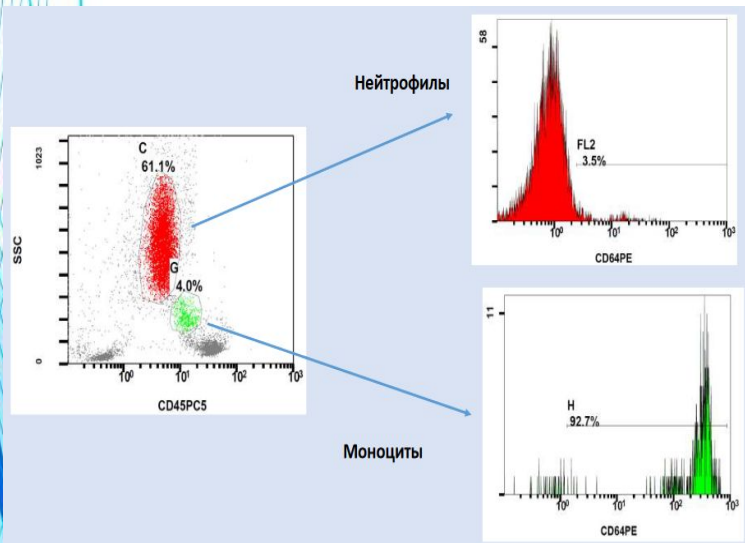 Нейтрофилы
58
FL2
3.5%
10⁰
10¹
10²
10³
CD64PE
1023
C
61.1%
G
4.0%
SSC
0
10⁰
10¹
10²
10³
CD45PC5
11
H
92.7%
10⁰
10¹
10²
10³
CD64PE
Моноциты